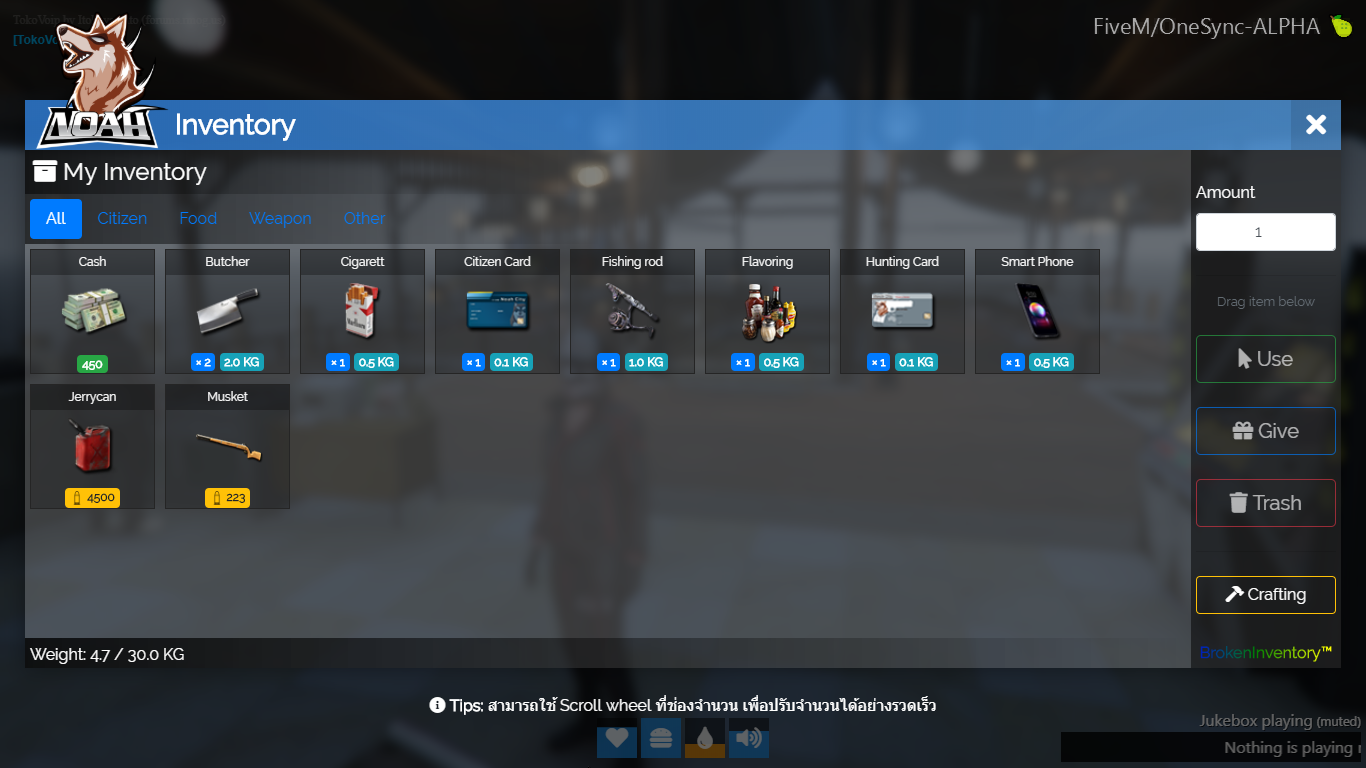 FiveM/OneSync-ALPHA
NOAH
Inventory
My Inventory
All Citizen Food Weapon Other
Cash Butcher Cigarett Citizen Card Fishing rod Flavoring Hunting Card Smart Phone
450 × 2 2.0 KG × 1 0.5 KG × 1 0.1 KG × 1 1.0 KG × 1 0.5 KG × 1 0.1 KG × 1 0.5 KG
Jerrycan Musket
4500 223
Weight: 4.7 / 30.0 KG
Amount
1
Drag item below
Use
Give
Trash
Crafting
BrokenInventory™
Tips: สามารถใช้ Scroll wheel ที่ช่องจำนวน เพื่อปรับจำนวนได้อย่างรวดเร็ว
Jukebox playing (muted)
Nothing is playing